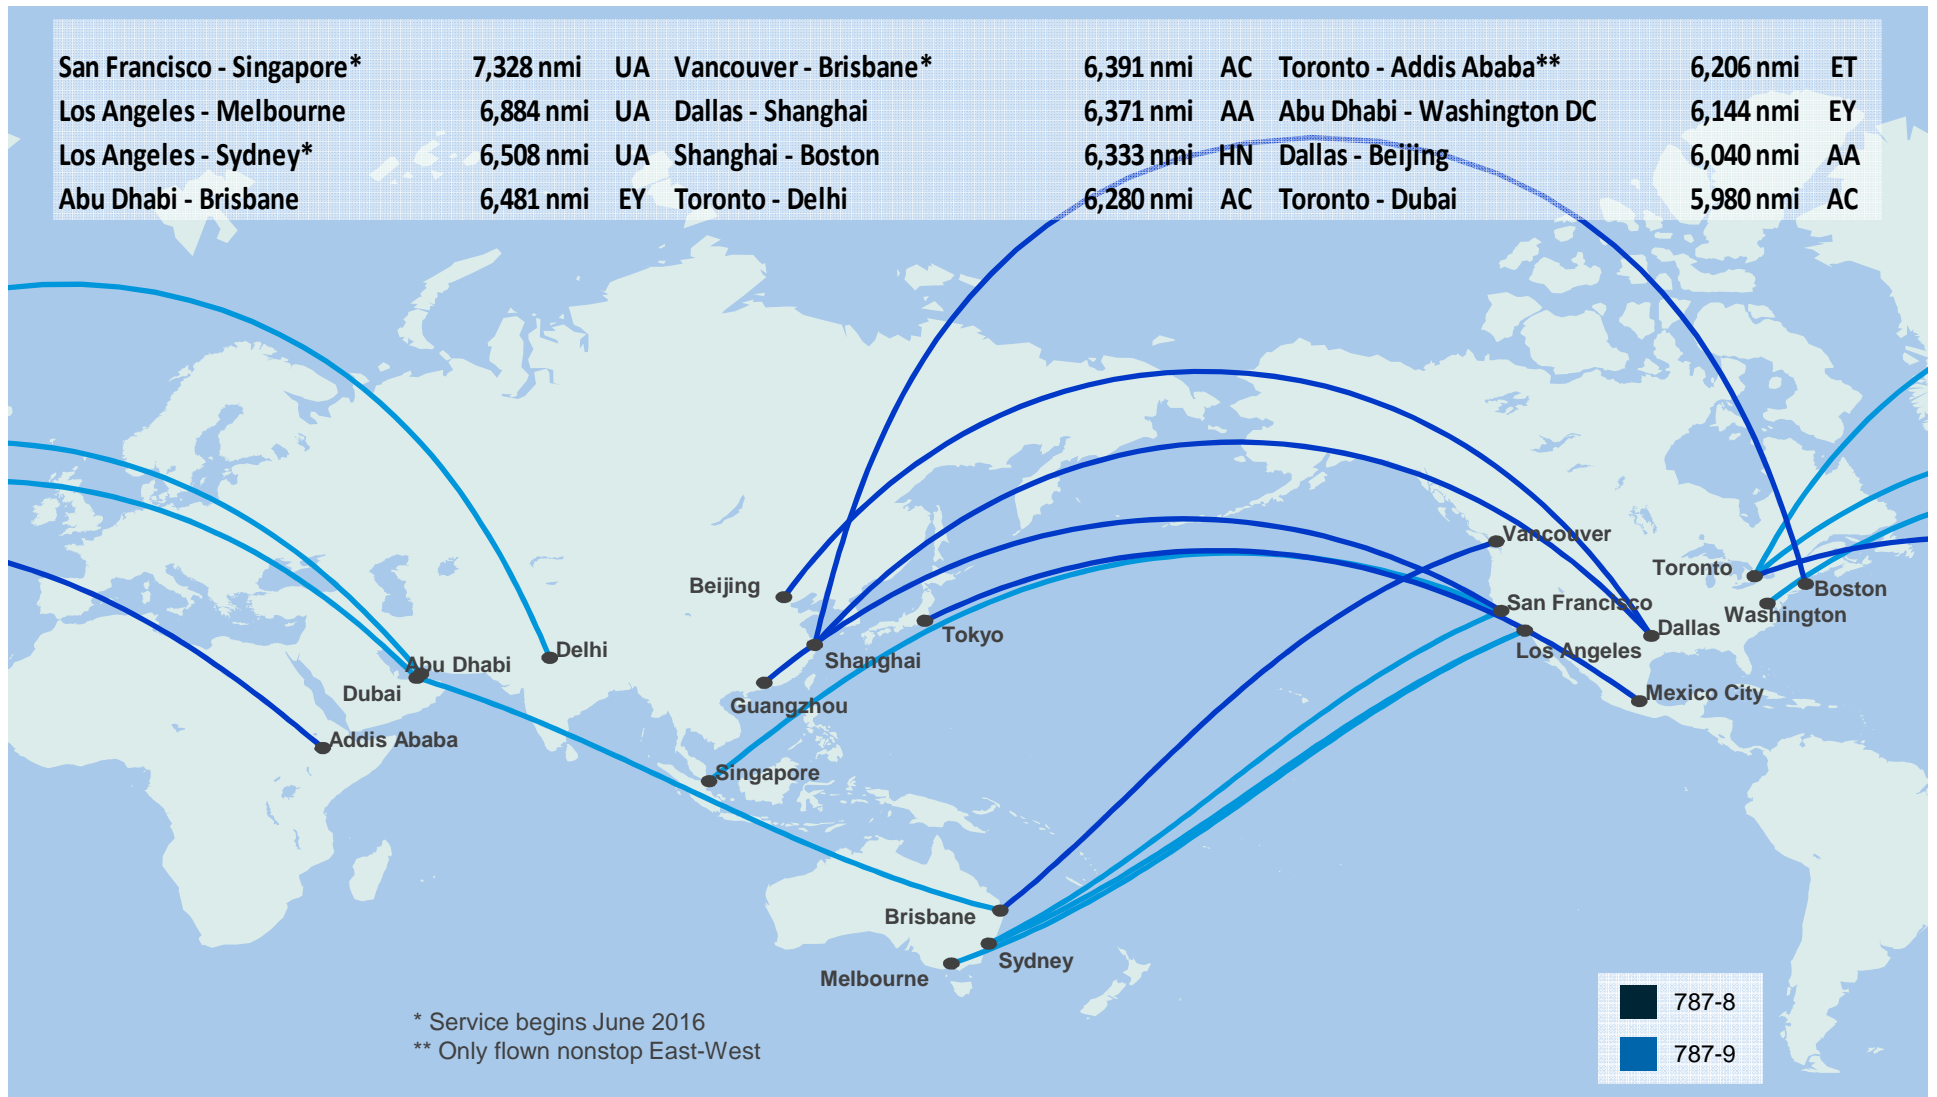 San Francisco - Singapore* 7,328 nmi UA Vancouver - Brisbane* 6,391 nmi AC Toronto - Addis Ababa** 6,206 nmi ET
Los Angeles - Melbourne 6,884 nmi UA Dallas - Shanghai 6,371 nmi AA Abu Dhabi - Washington DC 6,144 nmi EY
Los Angeles - Sydney* 6,508 nmi UA Shanghai - Boston 6,333 nmi HN Dallas - Beijing 6,040 nmi AA
Abu Dhabi - Brisbane 6,481 nmi EY Toronto - Delhi 6,280 nmi AC Toronto - Dubai 5,980 nmi AC
Vancouver
Toronto
Beijing
Boston
San Francisco
Washington
Tokyo
Dallas
Delhi
Shanghai
Los Angeles
Abu Dhabi
Dubai
Mexico City
Guangzhou
Addis Ababa
Singapore
Brisbane
Sydney
Melbourne
* Service begins June 2016
** Only flown nonstop East-West
787-8
787-9